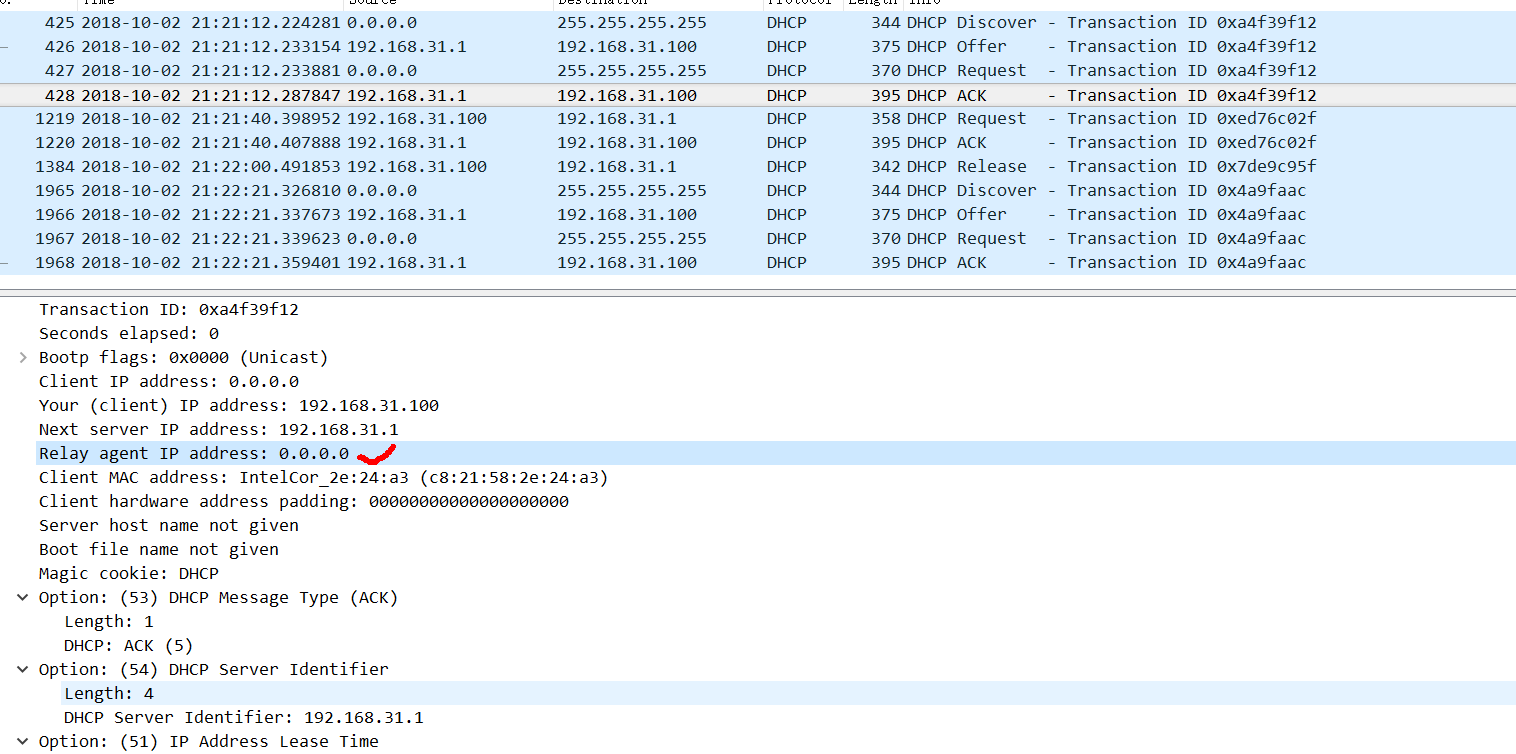 Time Source Destination Protocol Length Info
425 2018-10-02 21:21:12.224281 0.0.0.0 255.255.255.255 DHCP 344 DHCP Discover - Transaction ID 0xa4f39f12
426 2018-10-02 21:21:12.233154 192.168.31.1 192.168.31.100 DHCP 375 DHCP Offer - Transaction ID 0xa4f39f12
427 2018-10-02 21:21:12.233881 0.0.0.0 255.255.255.255 DHCP 370 DHCP Request - Transaction ID 0xa4f39f12
428 2018-10-02 21:21:12.287847 192.168.31.1 192.168.31.100 DHCP 395 DHCP ACK - Transaction ID 0xa4f39f12
1219 2018-10-02 21:21:40.398952 192.168.31.100 192.168.31.1 DHCP 358 DHCP Request - Transaction ID 0xed76c02f
1220 2018-10-02 21:21:40.407888 192.168.31.1 192.168.31.100 DHCP 395 DHCP ACK - Transaction ID 0xed76c02f
1384 2018-10-02 21:22:00.491853 192.168.31.100 192.168.31.1 DHCP 342 DHCP Release - Transaction ID 0x7de9c95f
1965 2018-10-02 21:22:21.326810 0.0.0.0 255.255.255.255 DHCP 344 DHCP Discover - Transaction ID 0x4a9faac
1966 2018-10-02 21:22:21.337673 192.168.31.1 192.168.31.100 DHCP 375 DHCP Offer - Transaction ID 0x4a9faac
1967 2018-10-02 21:22:21.339623 0.0.0.0 255.255.255.255 DHCP 370 DHCP Request - Transaction ID 0x4a9faac
1968 2018-10-02 21:22:21.359401 192.168.31.1 192.168.31.100 DHCP 395 DHCP ACK - Transaction ID 0x4a9faac
Transaction ID: 0xa4f39f12
Seconds elapsed: 0
Bootp flags: 0x0000 (Unicast)
Client IP address: 0.0.0.0
Your (client) IP address: 192.168.31.100
Next server IP address: 192.168.31.1
Relay agent IP address: 0.0.0.0
Client MAC address: IntelCor_2e:24:a3 (c8:21:58:2e:24:a3)
Client hardware address padding: 00000000000000000000
Server host name not given
Boot file name not given
Magic cookie: DHCP
Option: (53) DHCP Message Type (ACK)
Length: 1
DHCP: ACK (5)
Option: (54) DHCP Server Identifier
Length: 4
DHCP Server Identifier: 192.168.31.1
Option: (51) IP Address Lease Time